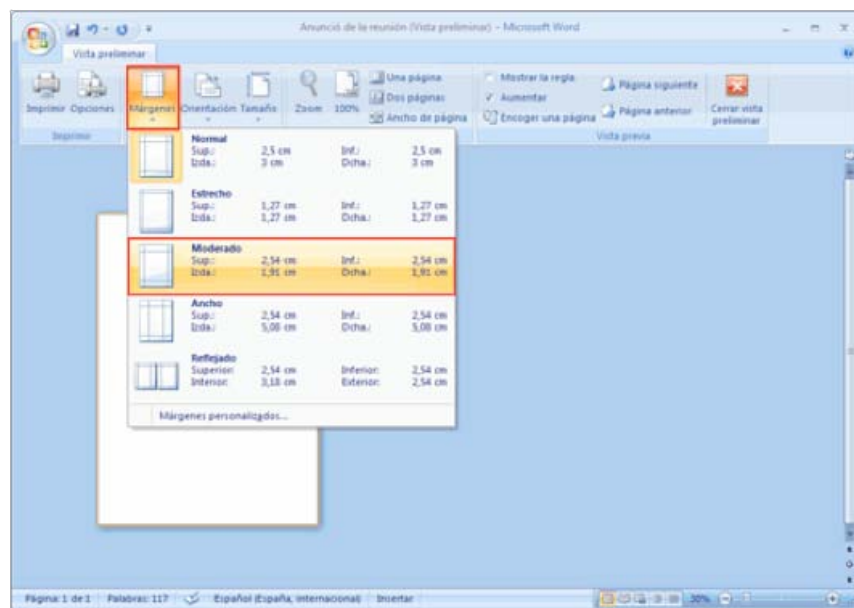 Anunció de la reunión (Vista preliminar) - Microsoft Word
Vista preliminar
Imprimir Opciones Márgenes Orientación Tamaño Zoom 100%
Una página
Dos páginas
Ancho de página
Mostrar la regla
Aumentar
Encoger una página
Página siguiente
Página anterior
Cerrar vista
preliminar
Imprimir
Vista previa
Normal
Sup.: 2,5 cm Inf.: 2,5 cm
Izda.: 3 cm Dcha.: 3 cm
Estrecho
Sup.: 1,27 cm Inf.: 1,27 cm
Izda.: 1,27 cm Dcha.: 1,27 cm
Moderado
Sup.: 2,54 cm Inf.: 2,54 cm
Izda.: 1,91 cm Dcha.: 1,91 cm
Ancho
Sup.: 2,54 cm Inf.: 2,54 cm
Izda.: 5,08 cm Dcha.: 5,08 cm
Reflejado
Superior: 2,54 cm Inferior: 2,54 cm
Interior: 3,18 cm Exterior: 2,54 cm
Márgenes personalizados...
Página: 1 de 1 Palabras: 117 Español (España, internacional) Insertar 30%